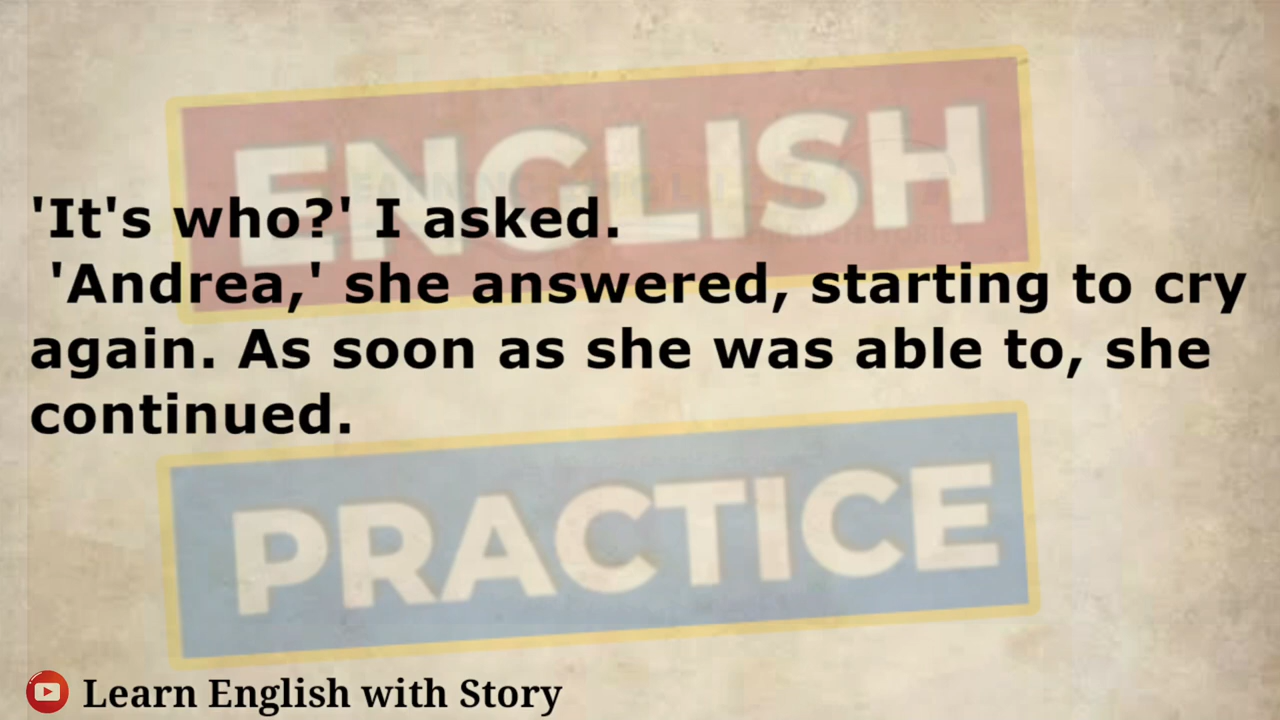 ENGLISH
'It's who?' I asked.
'Andrea,' she answered, starting to cry
again. As soon as she was able to, she
continued.
PRACTICE
Learn English with Story